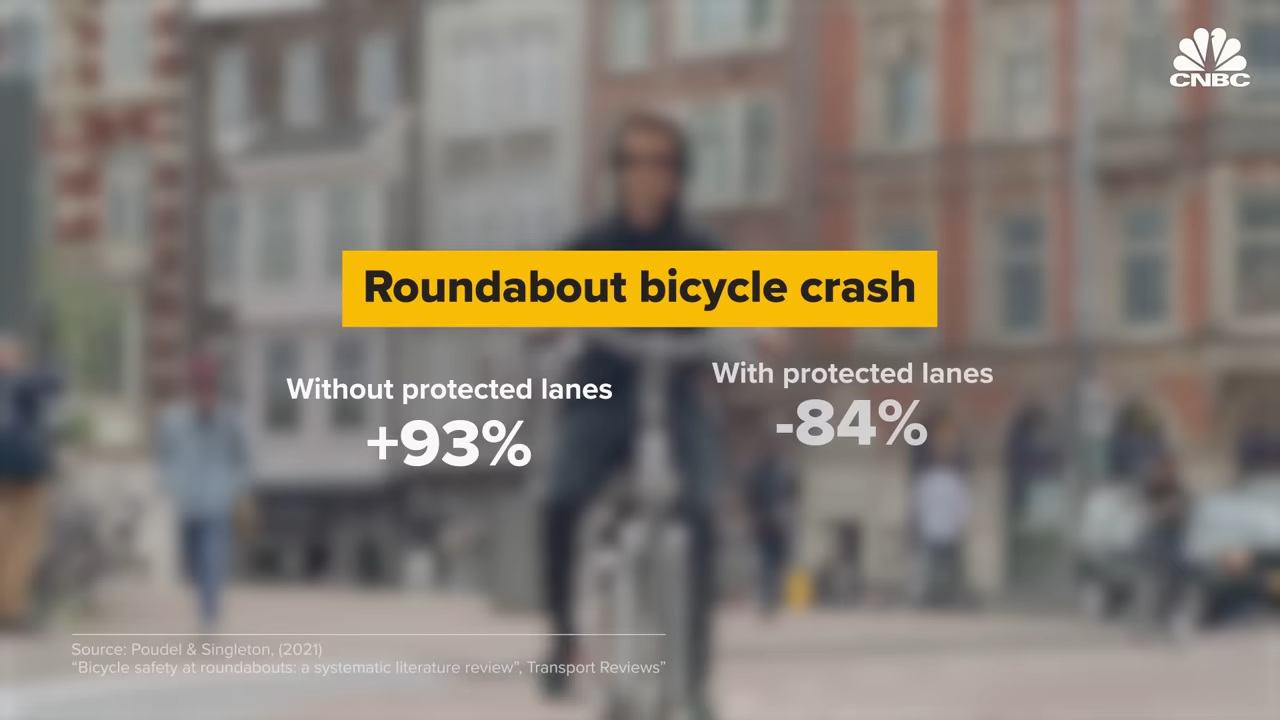 CNBC
Roundabout bicycle crash
Without protected lanes
+93%
With protected lanes
-84%
Source: Poudel & Singleton, (2021)
“Bicycle safety at roundabouts: a systematic literature review”, Transport Reviews”